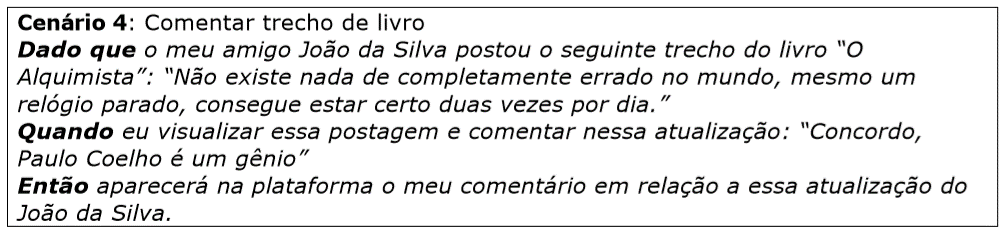 Cenário 4: Comentar trecho de livro
Dado que o meu amigo João da Silva postou o seguinte trecho do livro “O
Alquimista”: “Não existe nada de completamente errado no mundo, mesmo um
relógio parado, consegue estar certo duas vezes por dia.”
Quando eu visualizar essa postagem e comentar nessa atualização: “Concordo,
Paulo Coelho é um gênio”
Então aparecerá na plataforma o meu comentário em relação a essa atualização do
João da Silva.